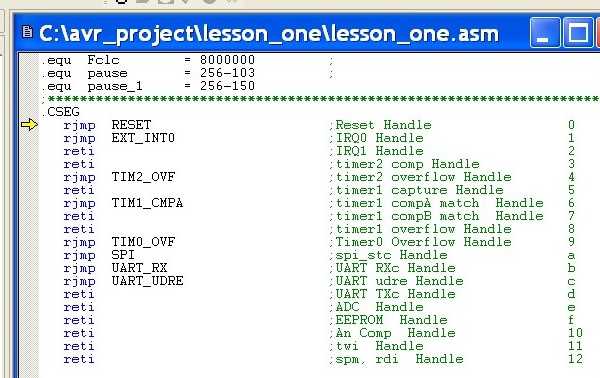 C:\avr_project\lesson_one\lesson_one.asm
.equ Fclc = 8000000 ;
.equ pause = 256-103 ;
.equ pause_1 = 256-150
;****************************************************************
.CSEG
rjmp RESET ;Reset Handle 0
rjmp EXT_INT0 ;IRQ0 Handle 1
reti ;IRQ1 Handle 2
reti ;timer2 comp Handle 3
rjmp TIM2_OVF ;timer2 overflow Handle 4
reti ;timer1 capture Handle 5
rjmp TIM1_CMPA ;timer1 compA match Handle 6
reti ;timer1 compB match Handle 7
reti ;timer1 overflow Handle 8
rjmp TIM0_OVF ;Timer0 Overflow Handle 9
rjmp SPI ;spi_stc Handle a
rjmp UART_RX ;UART RXc Handle b
rjmp UART_UDRE ;UART udre Handle c
reti ;UART TXc Handle d
reti ;ADC Handle e
reti ;EEPROM Handle f
reti ;An Comp Handle 10
reti ;twi Handle 11
reti ;spm, rdi Handle 12